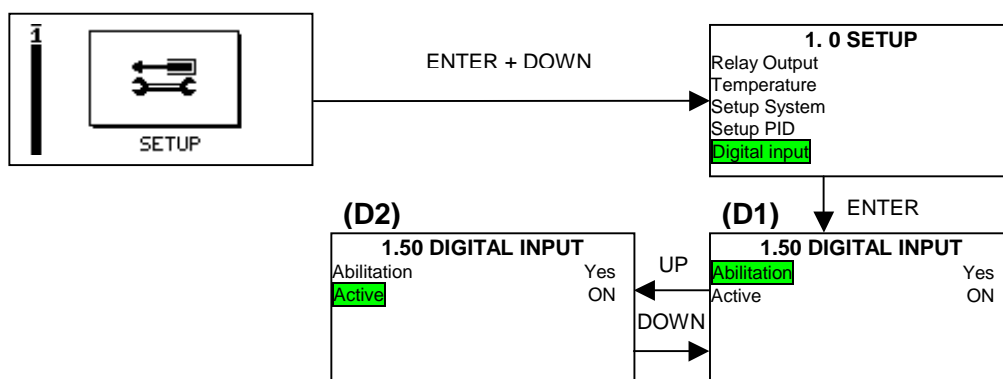 1
SETUP
ENTER + DOWN
1. 0 SETUP
Relay Output
Temperature
Setup System
Setup PID
Digital input
ENTER
(D2)
(D1)
1.50 DIGITAL INPUT
Abilitation Yes
Active ON
UP
DOWN
1.50 DIGITAL INPUT
Abilitation Yes
Active ON